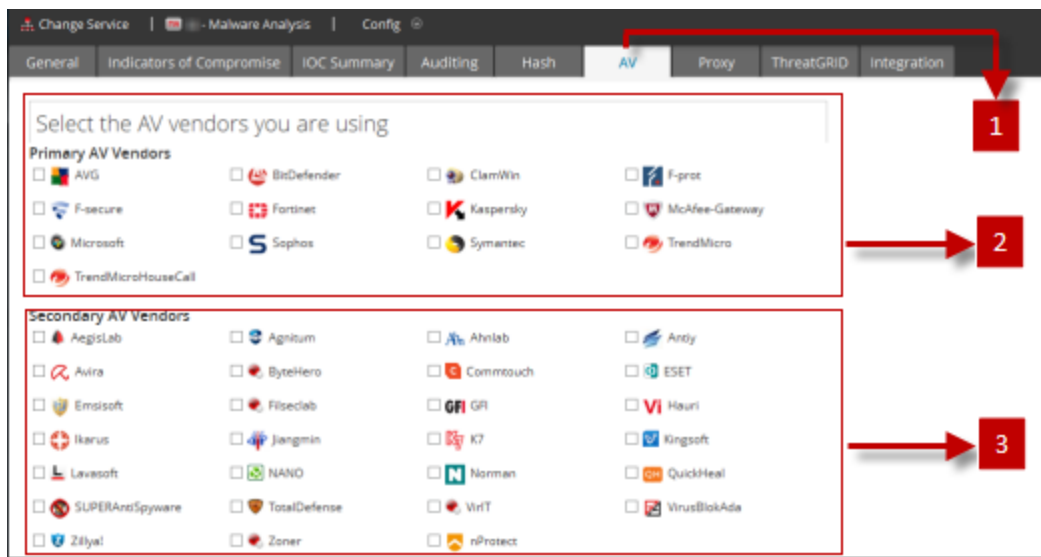 Change Service | - Malware Analysis | Config
General Indicators of Compromise IOC Summary Auditing Hash AV Proxy ThreatGRID Integration
1
Select the AV vendors you are using
Primary AV Vendors
AVG BitDefender ClamWin F-prot
F-secure Fortinet Kaspersky McAfee-Gateway
Microsoft Sophos Symantec TrendMicro
2
TrendMicroHouseCall
Secondary AV Vendors
AegisLab Agnitum Ahnlab Antiy
Avira ByteHero Commtouch ESET
Emsisoft Filseclab GFI GFI Vi Hauri
Ikarus Jiangmin K7 Kingsoft
3
Lavasoft NANO N Norman QH QuickHeal
SUPERAntiSpyware TotalDefense VirIT VirusBlokAda
Zillya! Zoner nProtect